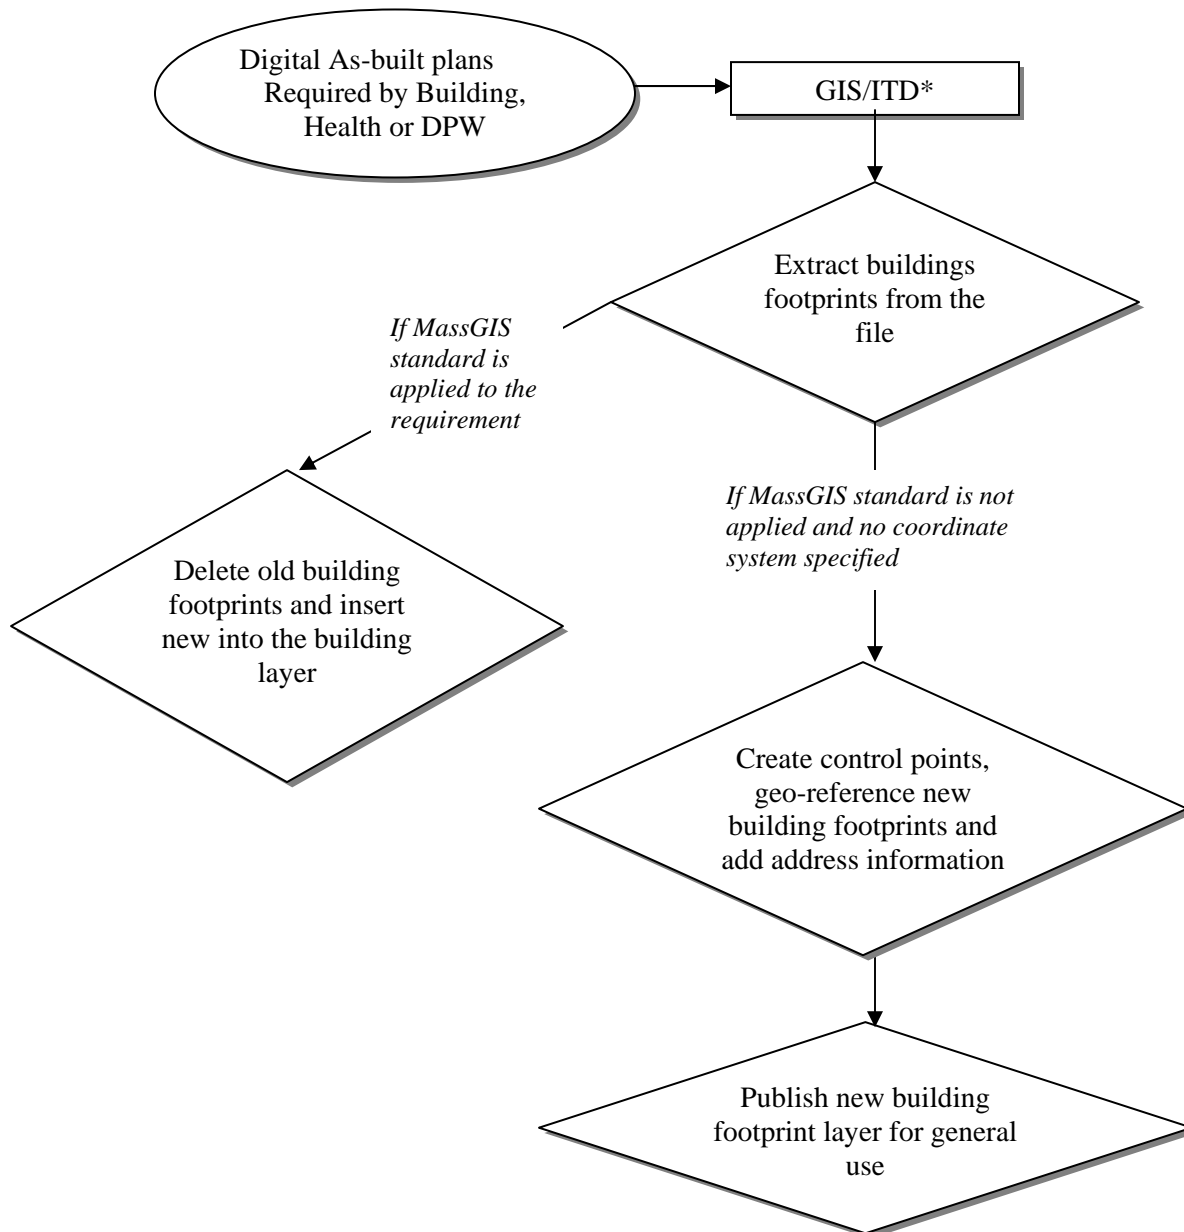 Digital As-built plans
Required by Building,
Health or DPW
GIS/ITD*
Extract buildings
footprints from the
file
If MassGIS
standard is
applied to the
requirement
If MassGIS standard is not
applied and no coordinate
system specified
Delete old building
footprints and insert
new into the building
layer
Create control points,
geo-reference new
building footprints and
add address information
Publish new building
footprint layer for general
use